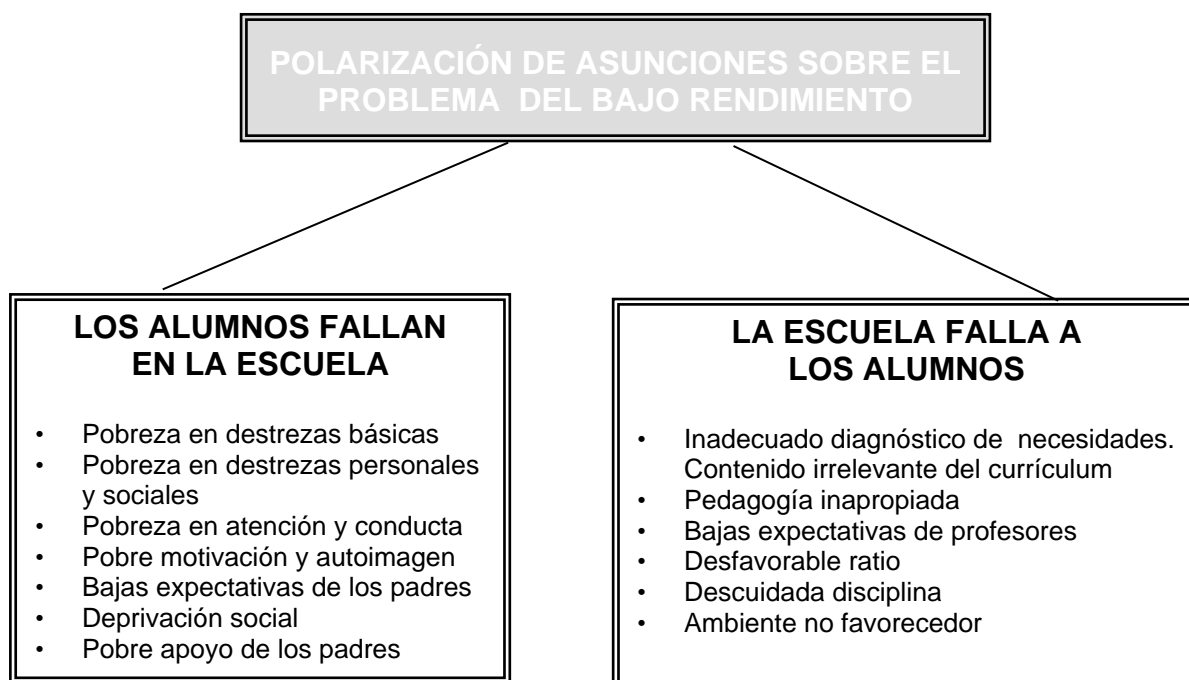 POLARIZACIÓN DE ASUNCIONES SOBRE EL
PROBLEMA DEL BAJO RENDIMIENTO
LOS ALUMNOS FALLAN
EN LA ESCUELA
• Pobreza en destrezas básicas
• Pobreza en destrezas personales
y sociales
• Pobreza en atención y conducta
• Pobre motivación y autoimagen
• Bajas expectativas de los padres
• Deprivación social
• Pobre apoyo de los padres
LA ESCUELA FALLA A
LOS ALUMNOS
• Inadecuado diagnóstico de necesidades.
Contenido irrelevante del currículum
• Pedagogía inapropiada
• Bajas expectativas de profesores
• Desfavorable ratio
• Descuidada disciplina
• Ambiente no favorecedor